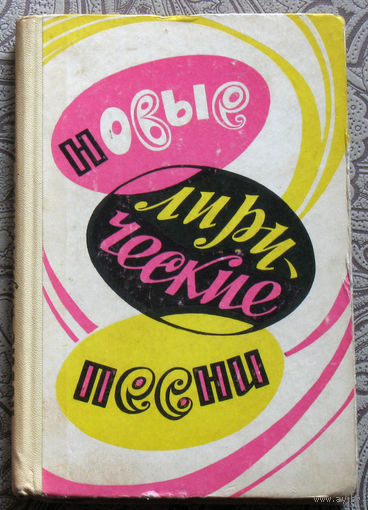 новые
лири-
ческие
песни